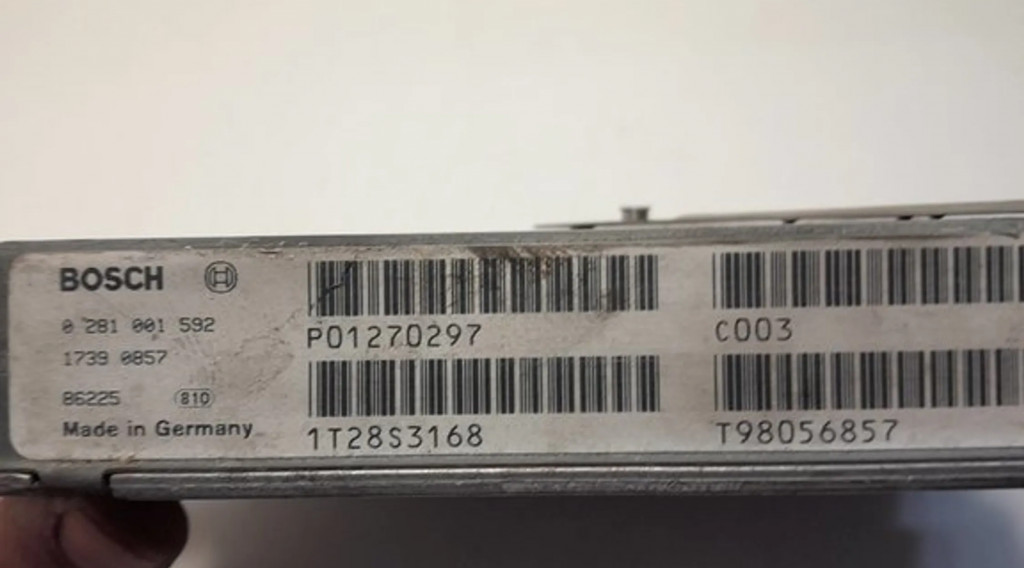 BOSCH
0 281 001 592
1739 0857
86225 810
Made in Germany
P01270297
1T28S3168
C003
T98056857